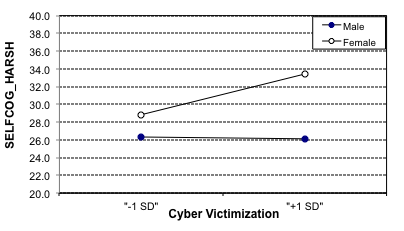 40.0
38.0
36.0
34.0
32.0
30.0
28.0
26.0
24.0
22.0
20.0
SELFCOG_HARSH
Male
Female
"-1 SD"
"+1 SD"
Cyber Victimization